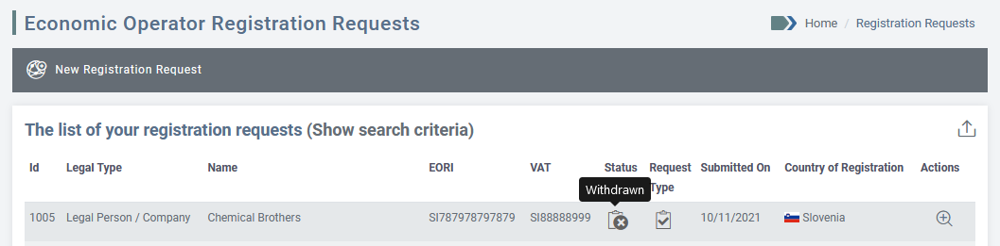 Economic Operator Registration Requests
Home / Registration Requests
New Registration Request
The list of your registration requests (Show search criteria)
Id Legal Type Name EORI VAT Status Request Type Submitted On Country of Registration Actions
Withdrawn
1005 Legal Person / Company Chemical Brothers SI787978797879 SI88888999 10/11/2021 Slovenia